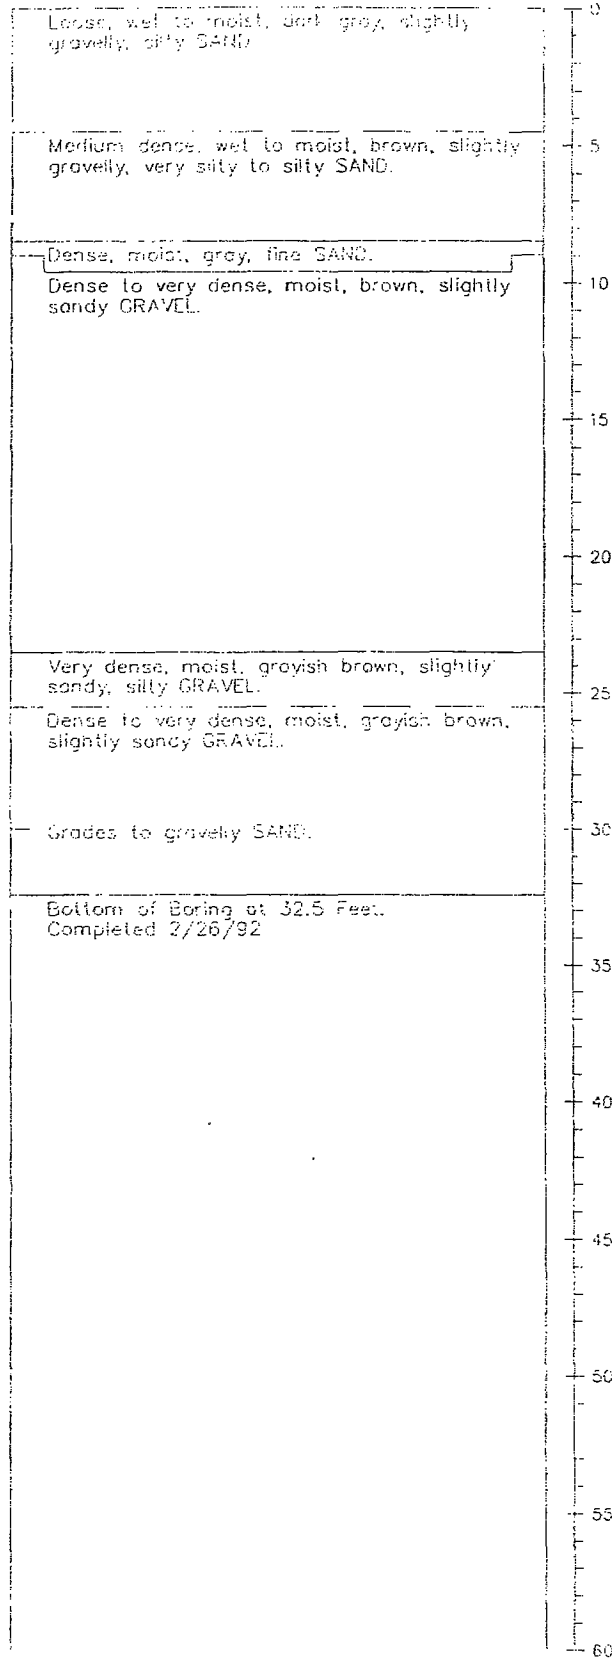 Loose, wet to moist, dark gray, slightly
gravelly, silty SAND
0
Medium dense, wet to moist, brown, slightly
gravelly, very silty to silty SAND.
5
Dense, moist, gray, fine SAND.
Dense to very dense, moist, brown, slightly
sandy GRAVEL.
10
15
20
Very dense, moist, grayish brown, slightly
sandy, silty GRAVEL.
25
Dense to very dense, moist, grayish brown,
slightly sandy GRAVEL.
Grades to gravelly SAND.
30
Bottom of Boring at 32.5 Feet.
Completed 2/26/92
35
40
45
50
55
60